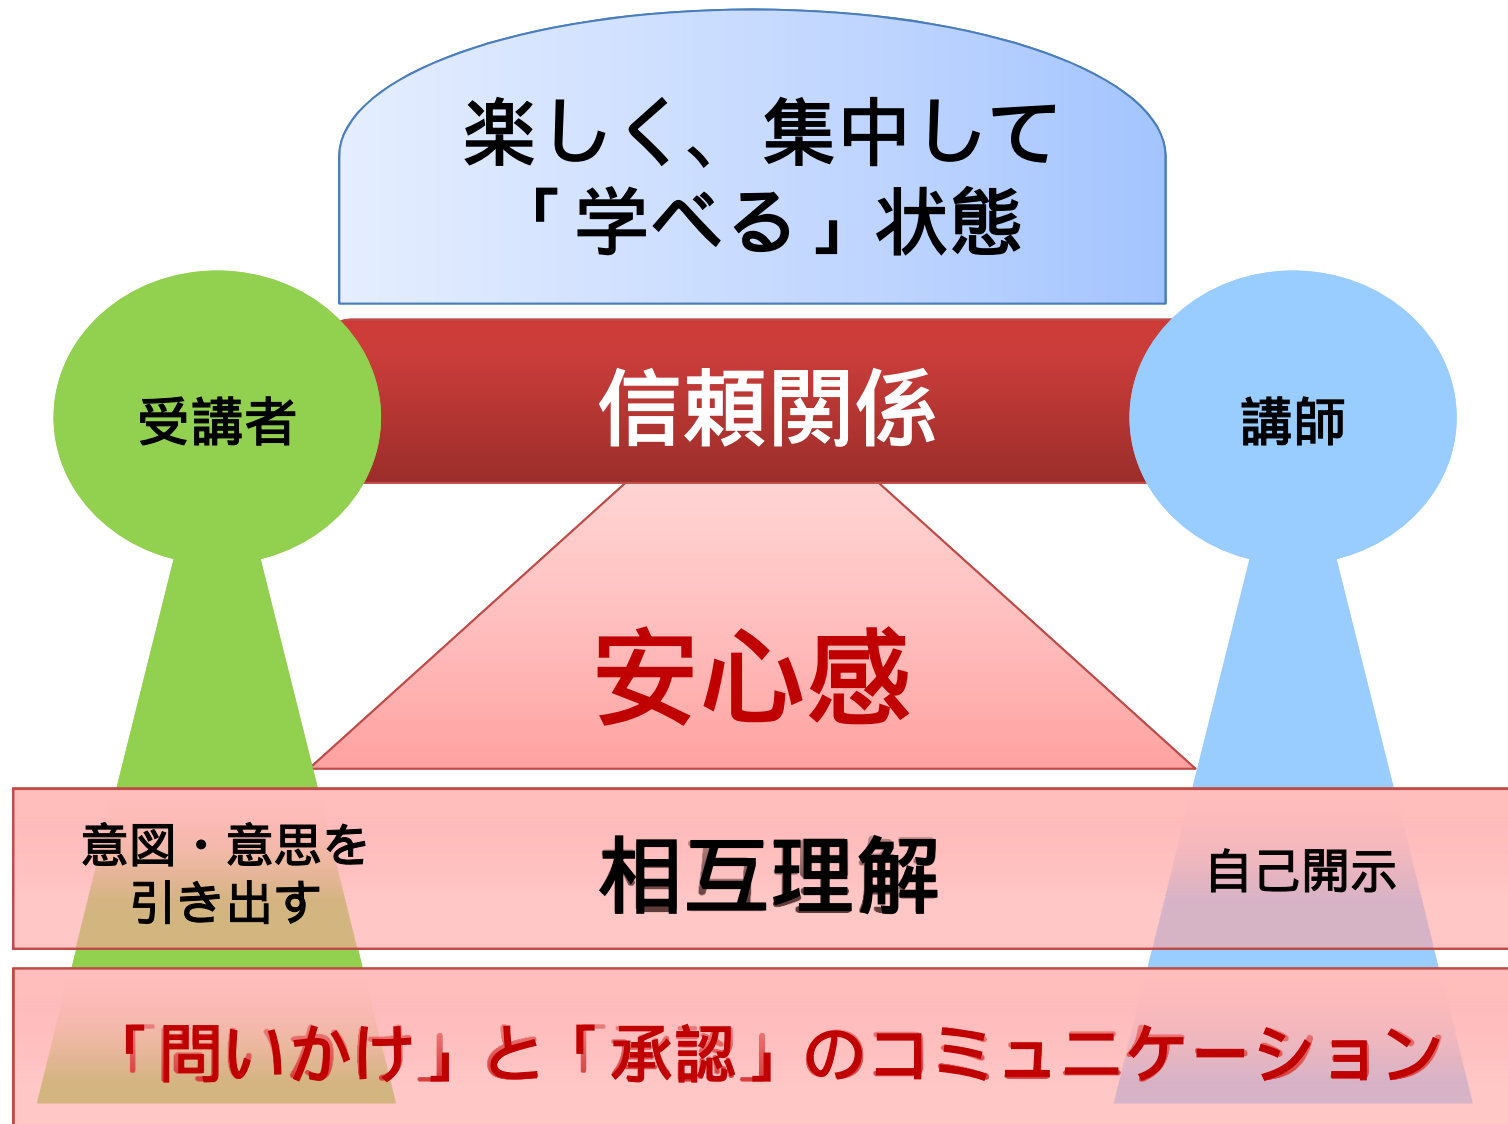 楽しく、集中して
「学べる」状態
受講者
信頼関係
講師
安心感
意図・意思を
引き出す
相互理解
自己開示
「問いかけ」と「承認」のコミュニケーション